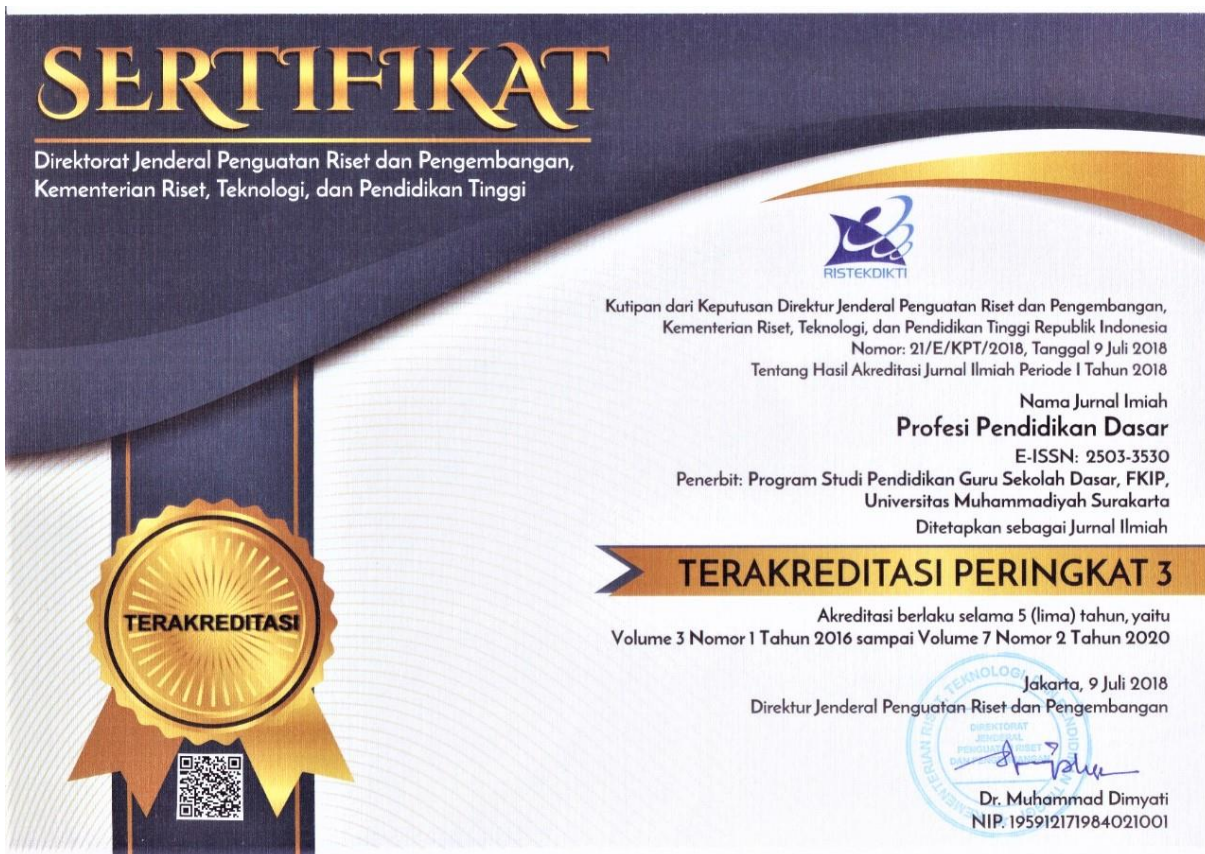 SERTIFIKAT
Direktorat Jenderal Penguatan Riset dan Pengembangan,
Kementerian Riset, Teknologi, dan Pendidikan Tinggi
RISTEKDIKTI
Kutipan dari Keputusan Direktur Jenderal Penguatan Riset dan Pengembangan,
Kementerian Riset, Teknologi, dan Pendidikan Tinggi Republik Indonesia
Nomor: 21/E/KPT/2018, Tanggal 9 Juli 2018
Tentang Hasil Akreditasi Jurnal Ilmiah Periode I Tahun 2018
Nama Jurnal Imiah
Profesi Pendidikan Dasar
E-ISSN: 2503-3530
Penerbit: Program Studi Pendidikan Guru Sekolah Dasar, FKIP,
Universitas Muhammadiyah Surakarta
Ditetapkan sebagai Jurnal Ilmiah
TERAKREDITASI PERINGKAT 3
Akreditasi berlaku selama 5 (lima) tahun, yaitu
Volume 3 Nomor 1 Tahun 2016 sampai Volume 7 Nomor 2 Tahun 2020
Jakarta, 9 Juli 2018
Direktur Jenderal Penguatan Riset dan Pengembangan
DIREKTORAT
JENDERAL
PENGUATAN RISET
Dr. Muhammad Dimyati
NIP. 195912171984021001
TERAKREDITASI